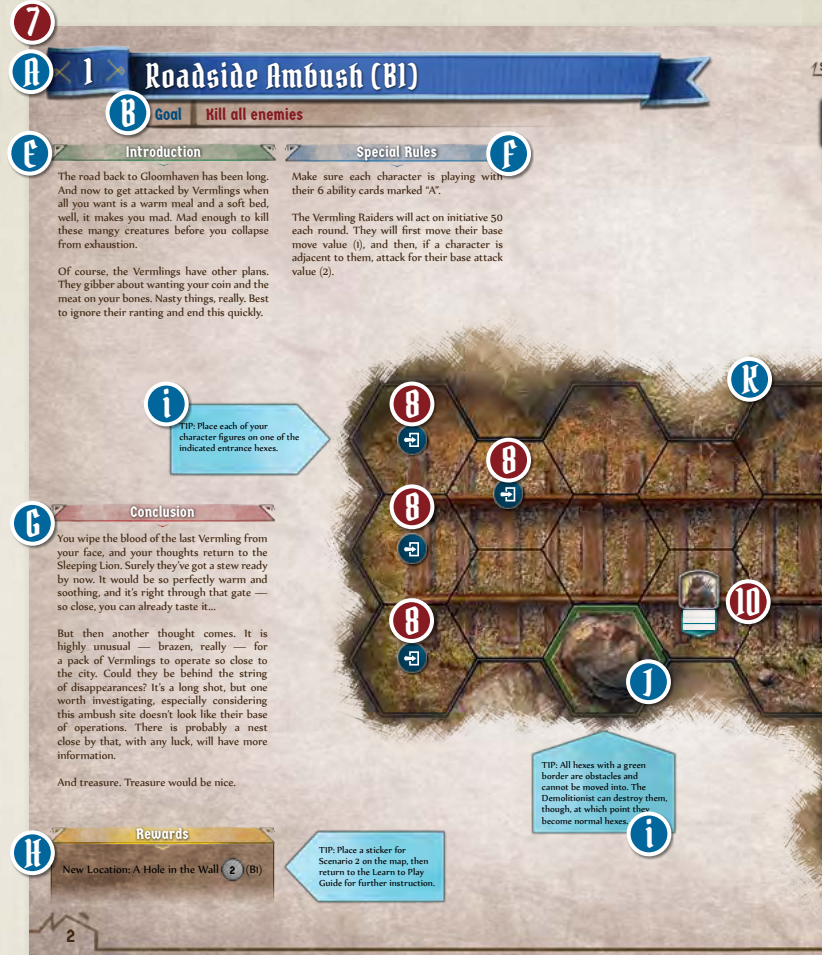 7
A
1
Roadside Ambush (B1)
B
Goal
Kill all enemies
E
Introduction
The road back to Gloomhaven has been long.
And now to get attacked by Vermlings when
all you want is a warm meal and a soft bed,
well, it makes you mad. Mad enough to kill
these mangy creatures before you collapse
from exhaustion.
Of course, the Vermlings have other plans.
They gibber about wanting your coin and the
meat on your bones. Nasty things, really. Best
to ignore their ranting and end this quickly.
Special Rules
F
Make sure each character is playing with
their 6 ability cards marked “A”.
The Vermling Raiders will act on initiative 50
each round. They will first move their base
move value (1), and then, if a character is
adjacent to them, attack for their base attack
value (2).
i
TIP: Place each of your
character figures on one of the
indicated entrance hexes.
8
8
8
8
K
10
J
G
Conclusion
You wipe the blood of the last Vermling from
your face, and your thoughts return to the
Sleeping Lion. Surely they’ve got a stew ready
by now. It would be so perfectly warm and
soothing, and it’s right through that gate —
so close, you can already taste it...
But then another thought comes. It is
highly unusual — brazen, really — for
a pack of Vermlings to operate so close to
the city. Could they be behind the string
of disappearances? It’s a long shot, but one
worth investigating, especially considering
this ambush site doesn’t look like their base
of operations. There is probably a nest
close by that, with any luck, will have more
information.
And treasure. Treasure would be nice.
TIP: All hexes with a green
border are obstacles and
cannot be moved into. The
Demolitionist can destroy them,
though, at which point they
become normal hexes.
i
H
Rewards
New Location: A Hole in the Wall 2 (B1)
TIP: Place a sticker for
Scenario 2 on the map, then
return to the Learn to Play
Guide for further instruction.
2